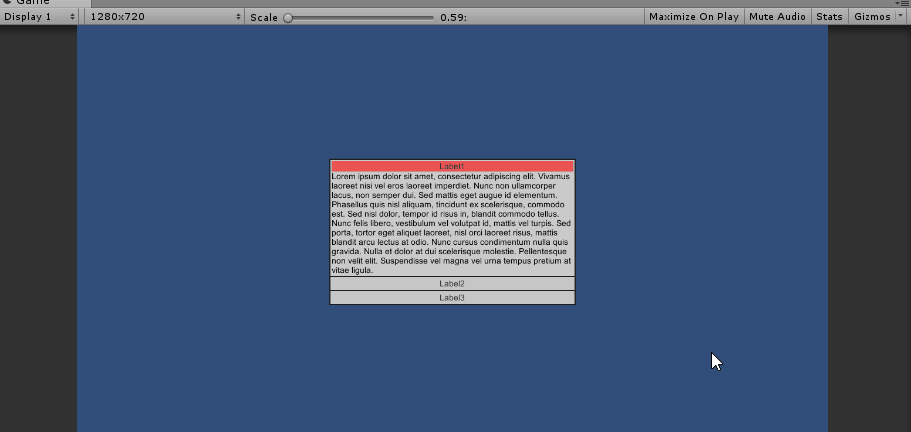 Game
Display 1 1280x720 Scale 0.59: Maximize On Play Mute Audio Stats Gizmos
Label1
Lorem ipsum dolor sit amet, consectetur adipiscing elit. Vivamus
laoreet nisi vel eros laoreet imperdiet. Nunc non ullamcorper
lacus, non semper dui. Sed mattis eget augue id elementum.
Phasellus quis nisl aliquam, tincidunt ex scelerisque, commodo
est. Sed nisl dolor, tempor id risus in, blandit commodo tellus.
Nunc felis libero, vestibulum vel volutpat id, mattis vel turpis. Sed
porta, tortor eget aliquet laoreet, nisl orci laoreet risus, mattis
blandit arcu lectus at odio. Nunc cursus condimentum nulla quis
gravida. Nulla et dolor at dui scelerisque molestie. Pellentesque
non velit elit. Suspendisse vel magna vel urna tempus pretium at
vitae ligula.
Label2
Label3